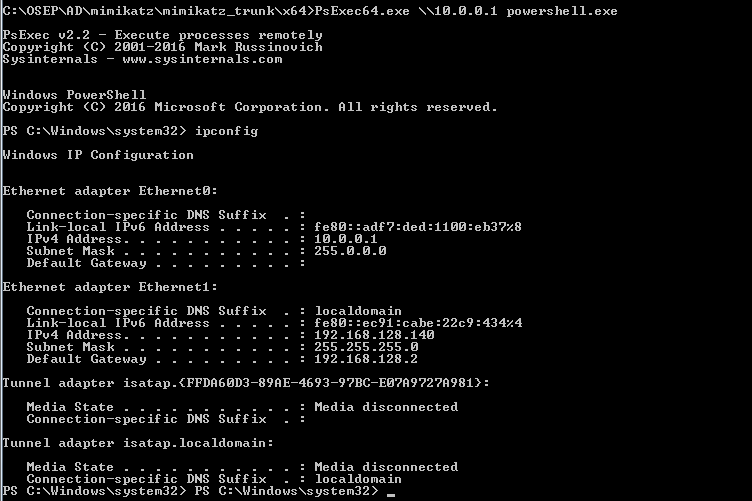 C:\OSEP\AD\mimikatz\mimikatz_trunk\x64>PsExec64.exe \\10.0.0.1 powershell.exe
PsExec v2.2 - Execute processes remotely
Copyright (C) 2001-2016 Mark Russinovich
Sysinternals - www.sysinternals.com
Windows PowerShell
Copyright (C) 2016 Microsoft Corporation. All rights reserved.
PS C:\Windows\system32> ipconfig
Windows IP Configuration
Ethernet adapter Ethernet0:
   Connection-specific DNS Suffix  . :
   Link-local IPv6 Address . . . . . : fe80::adf7:ded:1100:eb37%8
   IPv4 Address. . . . . . . . . . . : 10.0.0.1
   Subnet Mask . . . . . . . . . . . : 255.0.0.0
   Default Gateway . . . . . . . . . :
Ethernet adapter Ethernet1:
   Connection-specific DNS Suffix  . : localdomain
   Link-local IPv6 Address . . . . . : fe80::ec91:cabe:22c9:434%4
   IPv4 Address. . . . . . . . . . . : 192.168.128.140
   Subnet Mask . . . . . . . . . . . : 255.255.255.0
   Default Gateway . . . . . . . . . : 192.168.128.2
Tunnel adapter isatap.{FFDA60D3-89AE-4693-97BC-E07A9727A981}:
   Media State . . . . . . . . . . . : Media disconnected
   Connection-specific DNS Suffix  . :
Tunnel adapter isatap.localdomain:
   Media State . . . . . . . . . . . : Media disconnected
   Connection-specific DNS Suffix  . : localdomain
PS C:\Windows\system32> PS C:\Windows\system32> _